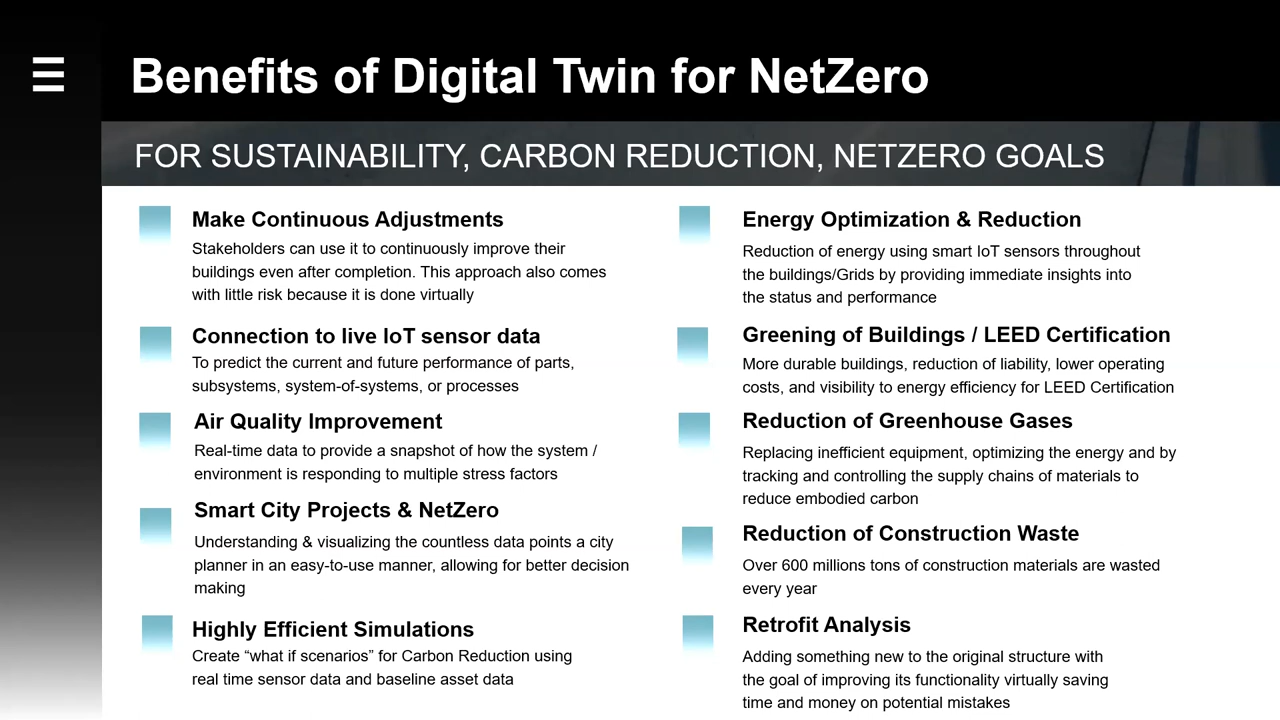 Benefits of Digital Twin for NetZero
FOR SUSTAINABILITY, CARBON REDUCTION, NETZERO GOALS
Make Continuous Adjustments
Stakeholders can use it to continuously improve their
buildings even after completion. This approach also comes
with little risk because it is done virtually
Connection to live IoT sensor data
To predict the current and future performance of parts,
subsystems, system-of-systems, or processes
Air Quality Improvement
Real-time data to provide a snapshot of how the system /
environment is responding to multiple stress factors
Smart City Projects & NetZero
Understanding & visualizing the countless data points a city
planner in an easy-to-use manner, allowing for better decision
making
Highly Efficient Simulations
Create “what if scenarios” for Carbon Reduction using
real time sensor data and baseline asset data
Energy Optimization & Reduction
Reduction of energy using smart IoT sensors throughout
the buildings/Grids by providing immediate insights into
the status and performance
Greening of Buildings / LEED Certification
More durable buildings, reduction of liability, lower operating
costs, and visibility to energy efficiency for LEED Certification
Reduction of Greenhouse Gases
Replacing inefficient equipment, optimizing the energy and by
tracking and controlling the supply chains of materials to
reduce embodied carbon
Reduction of Construction Waste
Over 600 millions tons of construction materials are wasted
every year
Retrofit Analysis
Adding something new to the original structure with
the goal of improving its functionality virtually saving
time and money on potential mistakes